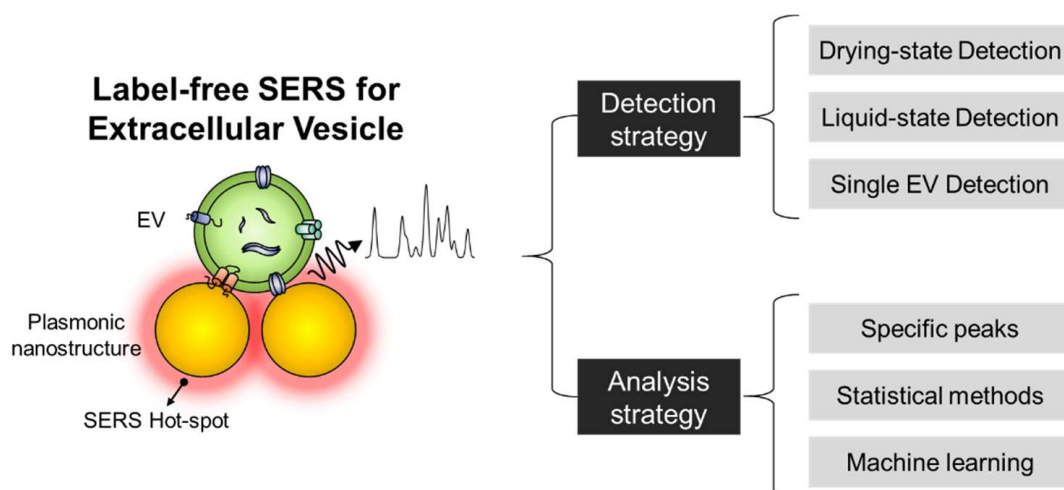 Label-free SERS for
Extracellular Vesicle
EV
Plasmonic
nanostructure
SERS Hot-spot
Detection
strategy
Drying-state Detection
Liquid-state Detection
Single EV Detection
Analysis
strategy
Specific peaks
Statistical methods
Machine learning